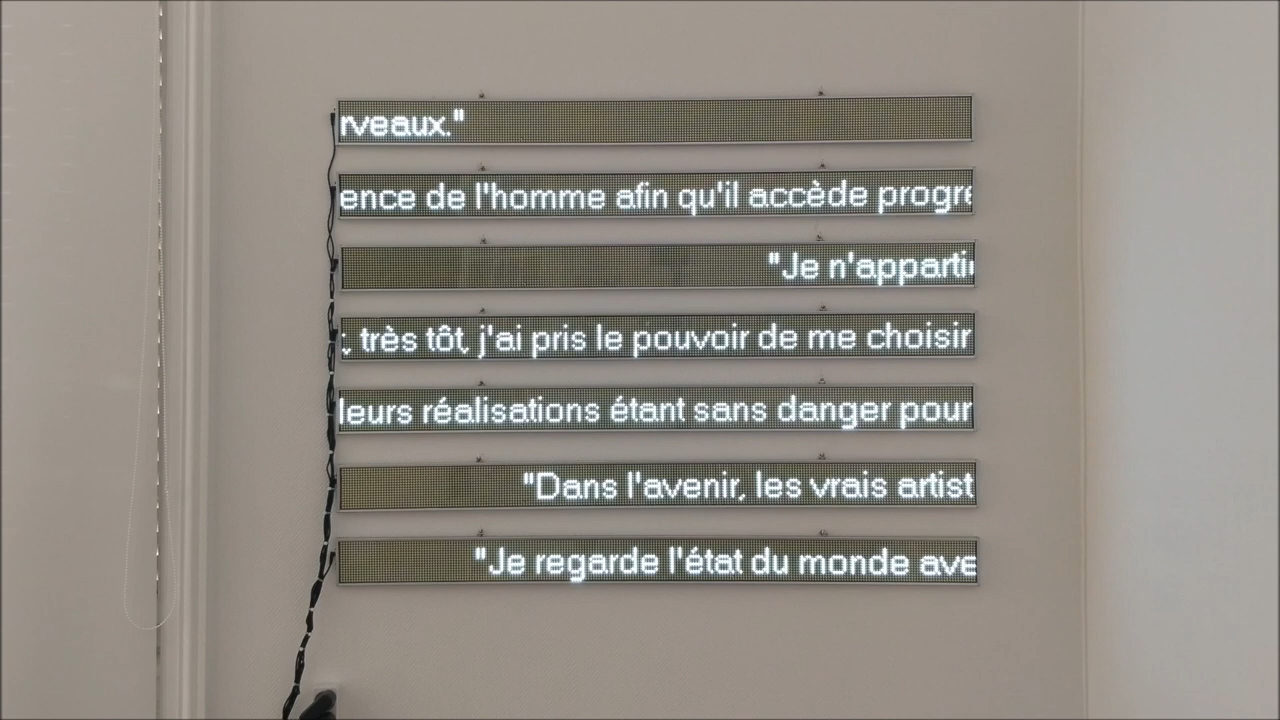 rveaux."
ence de l'homme afin qu'il accède progre
"Je n'apparti
, très tôt, j'ai pris le pouvoir de me choisir
leurs réalisations étant sans danger pour
"Dans l'avenir, les vrais artist
"Je regarde l'état du monde ave